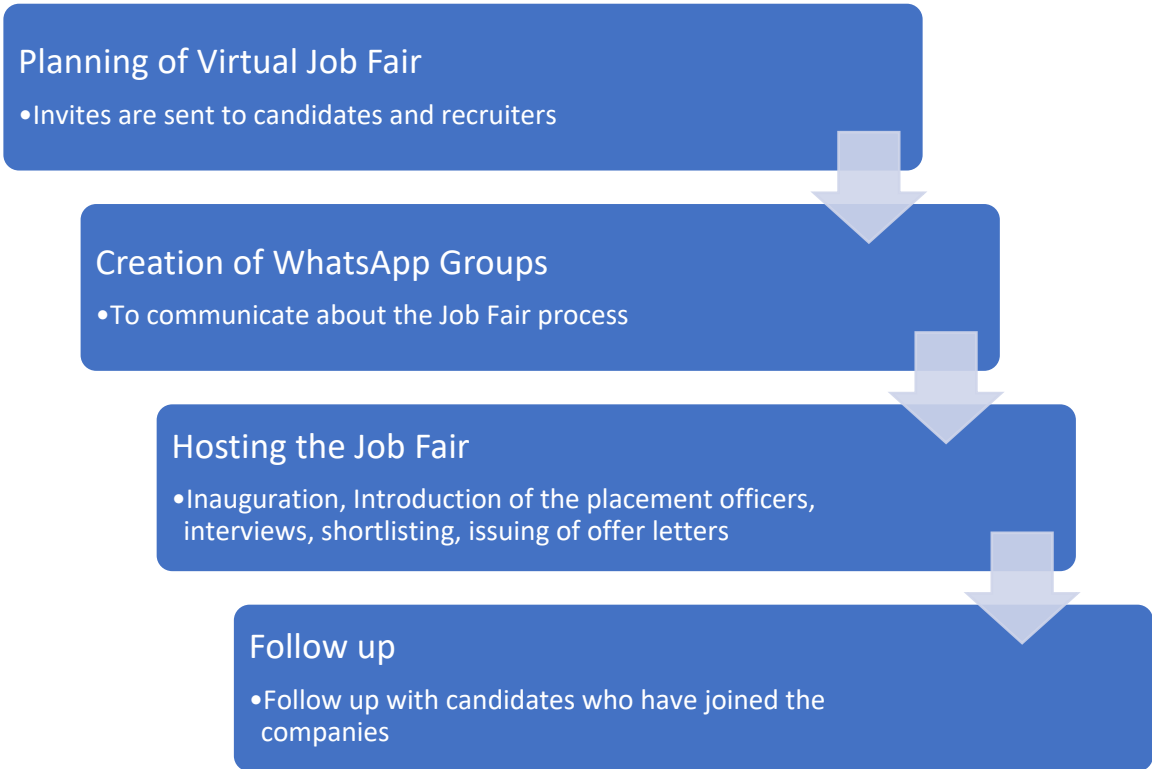 Planning of Virtual Job Fair
•Invites are sent to candidates and recruiters
Creation of WhatsApp Groups
•To communicate about the Job Fair process
Hosting the Job Fair
•Inauguration, Introduction of the placement officers,
interviews, shortlisting, issuing of offer letters
Follow up
•Follow up with candidates who have joined the
companies